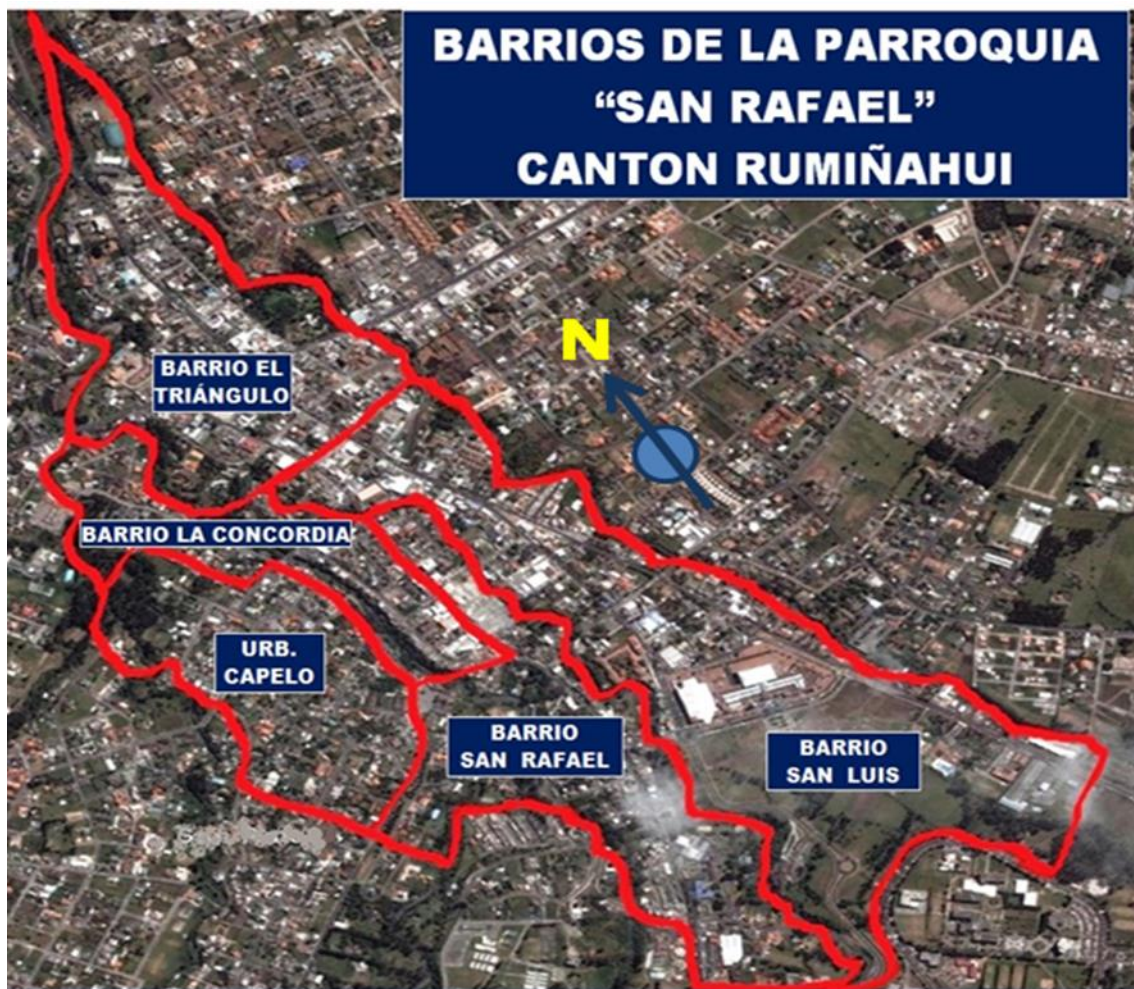 BARRIOS DE LA PARROQUIA
“SAN RAFAEL”
CANTON RUMIÑAHUI
N
BARRIO EL
TRIÁNGULO
BARRIO LA CONCORDIA
URB.
CAPELO
BARRIO
SAN RAFAEL
BARRIO
SAN LUIS